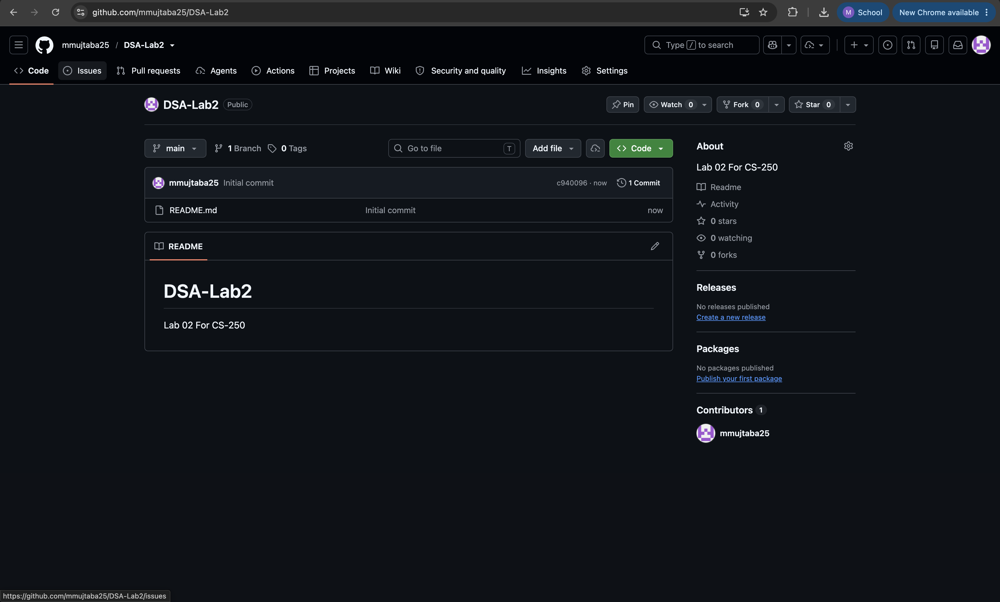 github.com/mmujtaba25/DSA-Lab2
M School
New Chrome available
mmujtaba25 / DSA-Lab2
Type / to search
Code
Issues
Pull requests
Agents
Actions
Projects
Wiki
Security and quality
Insights
Settings
DSA-Lab2 Public
Pin
Watch 0
Fork 0
Star 0
main
1 Branch
0 Tags
Go to file T
Add file
Code
mmujtaba25 Initial commit
c940096 · now
1 Commit
README.md Initial commit now
README
DSA-Lab2
Lab 02 For CS-250
About
Lab 02 For CS-250
Readme
Activity
0 stars
0 watching
0 forks
Releases
No releases published
Create a new release
Packages
No packages published
Publish your first package
Contributors 1
mmujtaba25
https://github.com/mmujtaba25/DSA-Lab2/issues